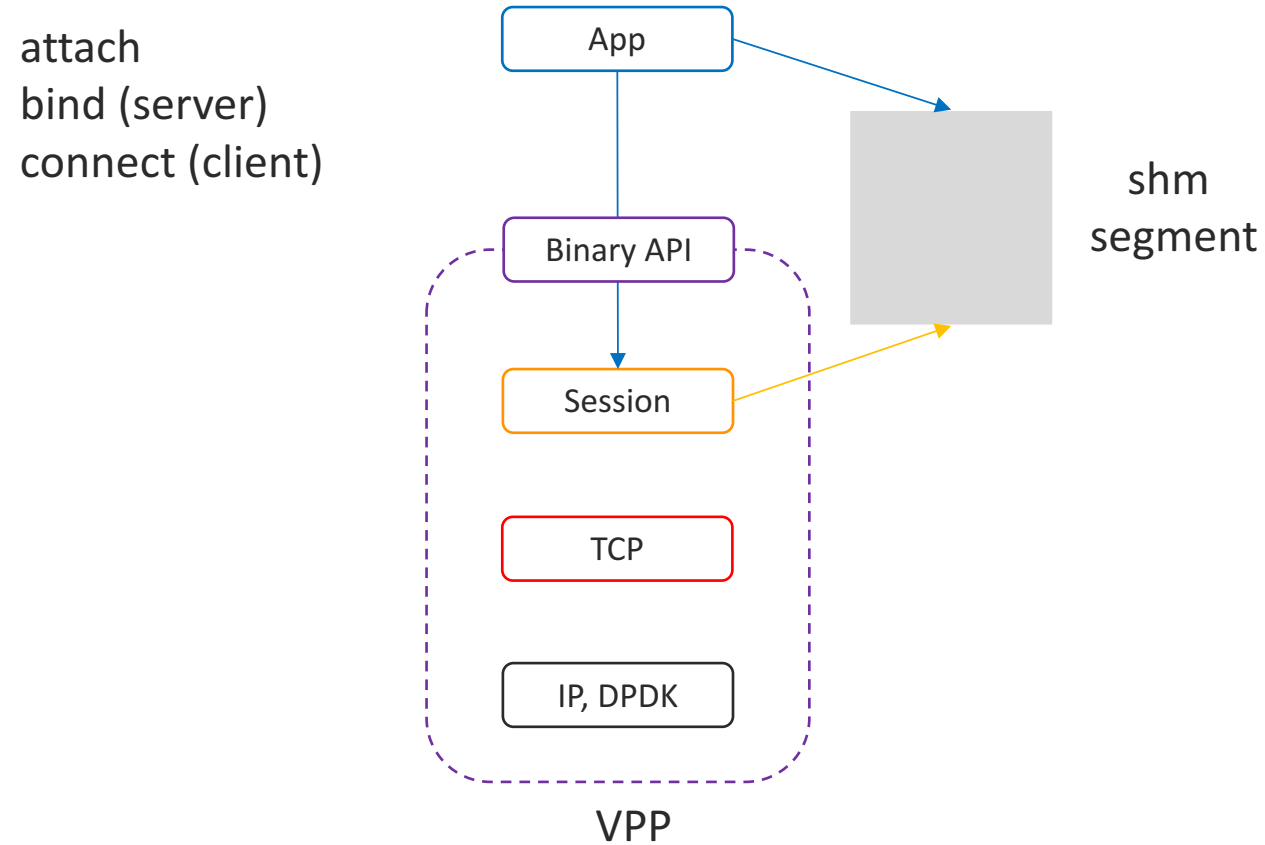 attach
bind (server)
connect (client)
App
shm
segment
Binary API
Session
TCP
IP, DPDK
VPP